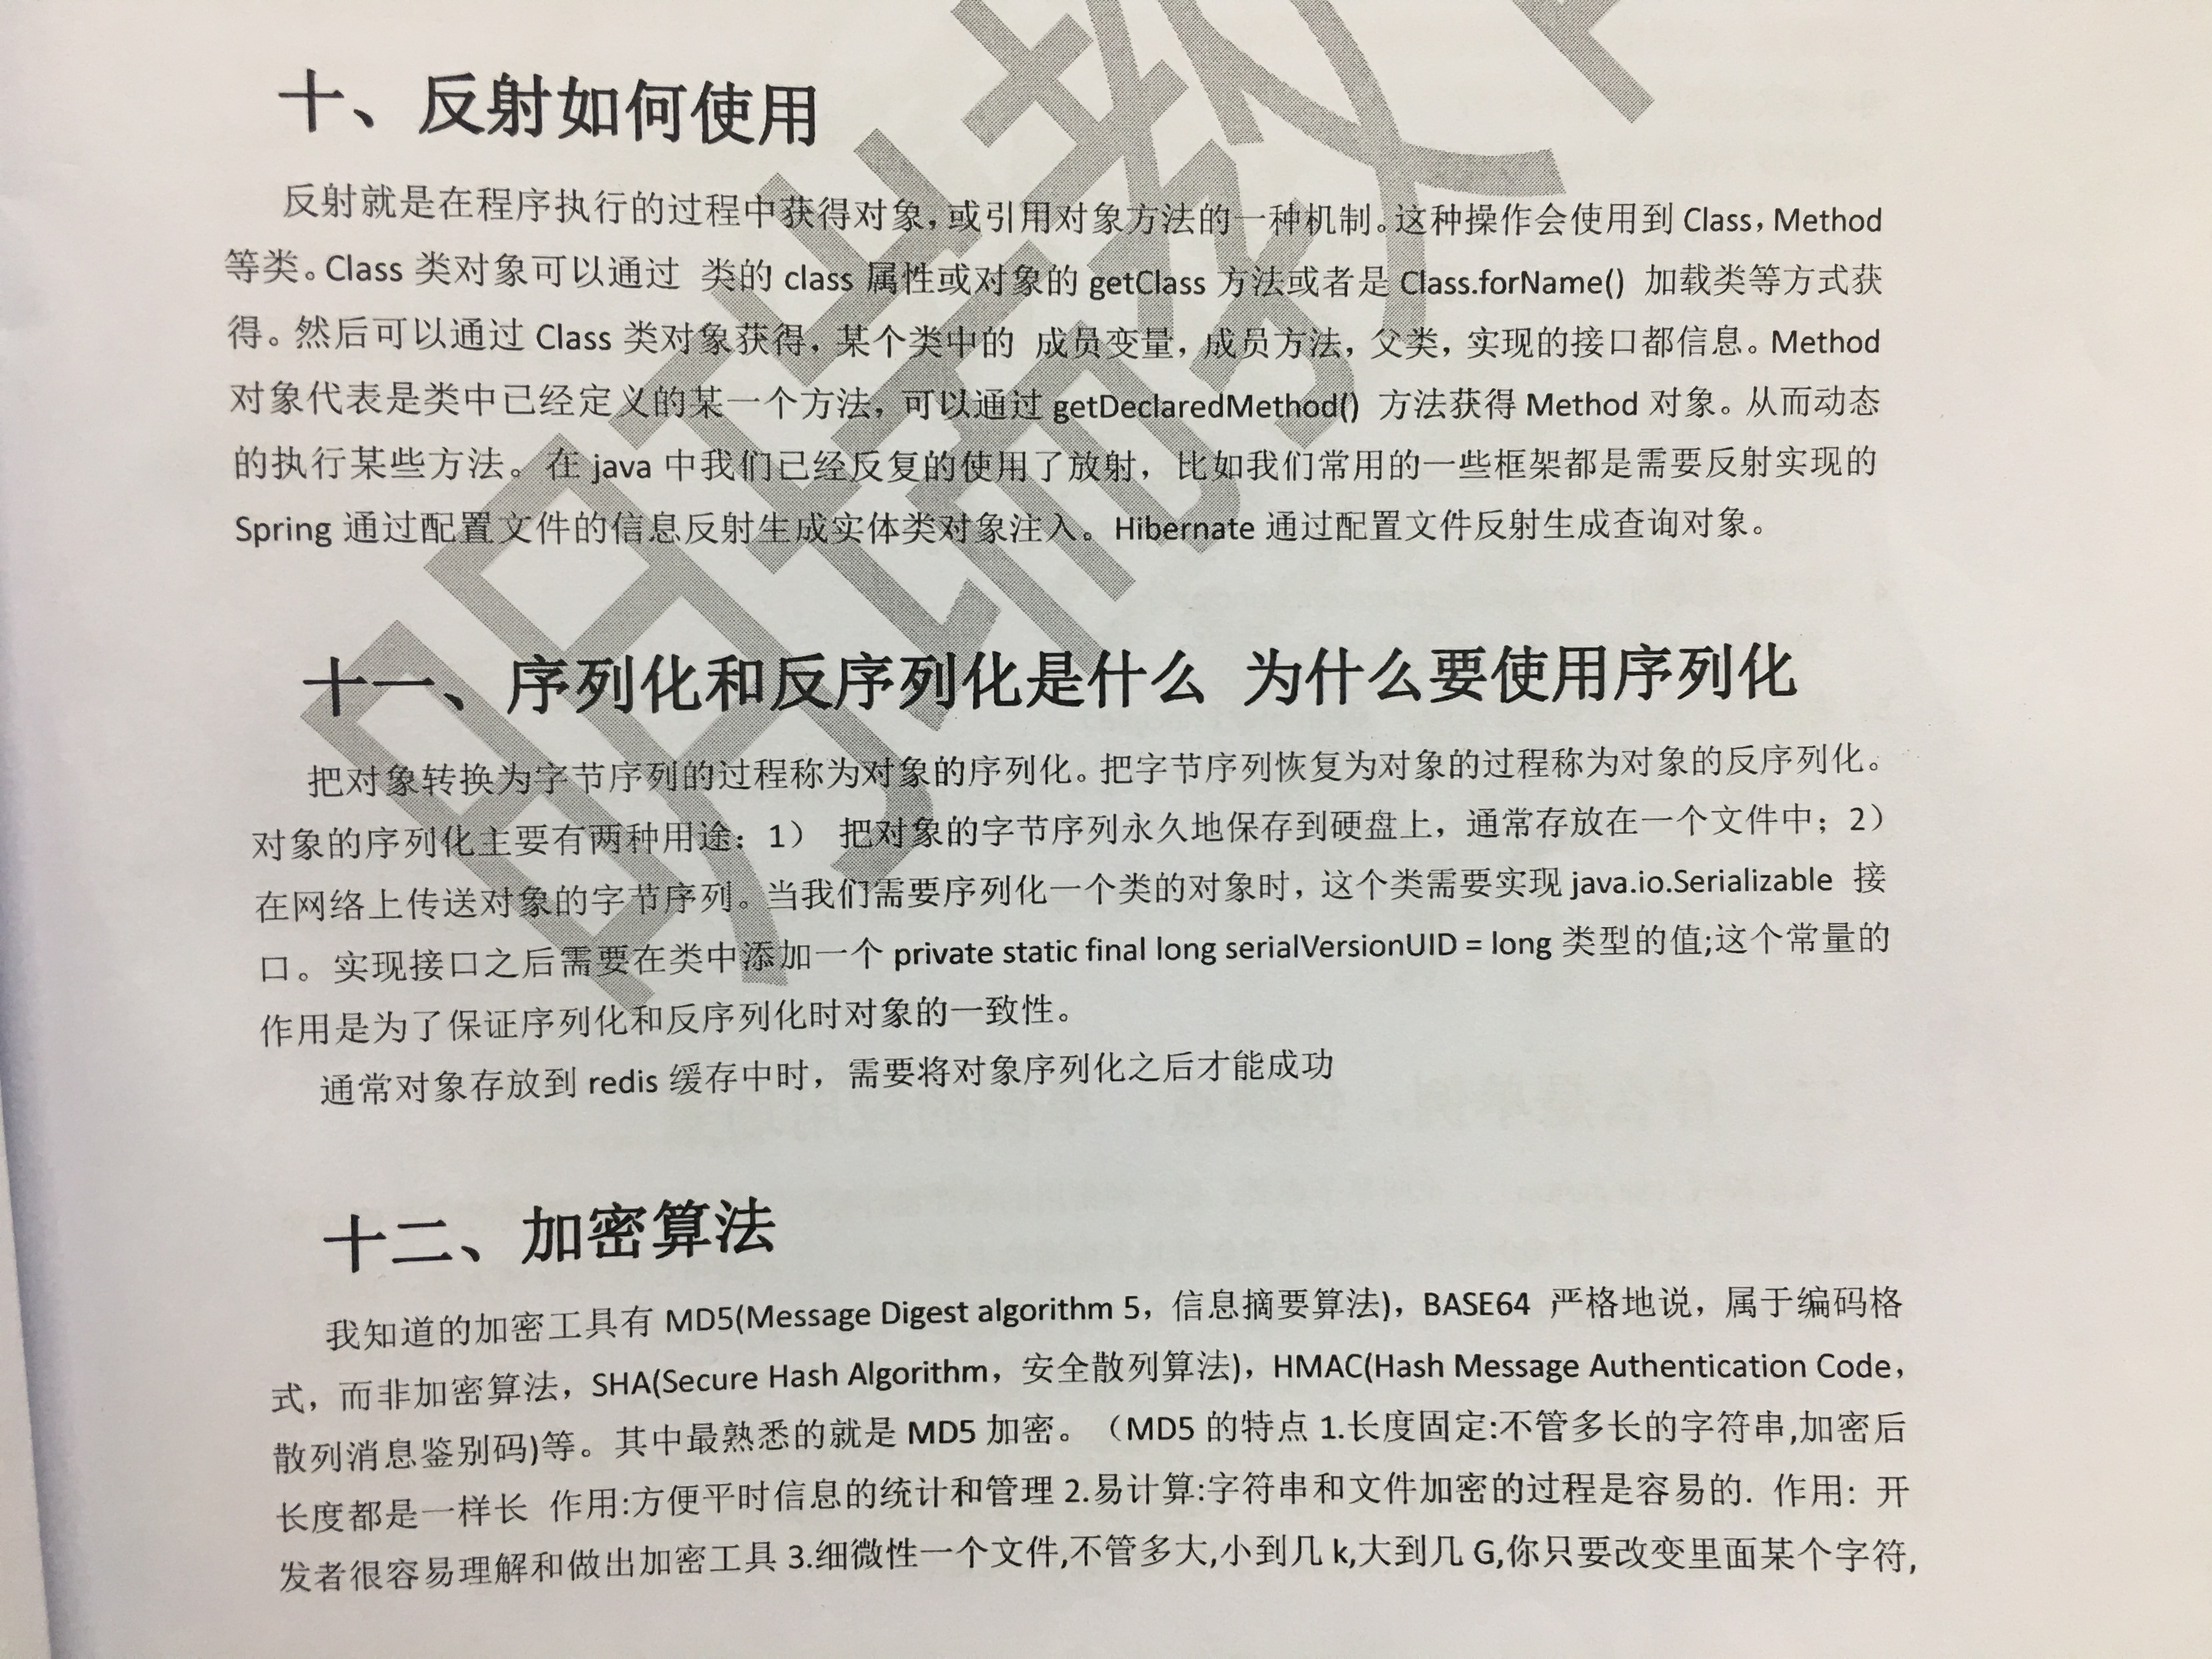 十、反射如何使用
反射就是在程序执行的过程中获得对象，或引用对象方法的一种机制。这种操作会使用到 Class，Method
等类。Class 类对象可以通过 类的 class 属性或对象的 getClass 方法或者是 Class.forName() 加载类等方式获
得。然后可以通过 Class 类对象获得，某个类中的 成员变量，成员方法，父类，实现的接口都信息。Method
对象代表是类中已经定义的某一个方法，可以通过 getDeclaredMethod() 方法获得 Method 对象。从而动态
的执行某些方法。在 java 中我们已经反复的使用了放射，比如我们常用的一些框架都是需要反射实现的
Spring 通过配置文件的信息反射生成实体类对象注入。Hibernate 通过配置文件反射生成查询对象。
十一、序列化和反序列化是什么 为什么要使用序列化
把对象转换为字节序列的过程称为对象的序列化。把字节序列恢复为对象的过程称为对象的反序列化。
对象的序列化主要有两种用途：1） 把对象的字节序列永久地保存到硬盘上，通常存放在一个文件中；2）
在网络上传送对象的字节序列。当我们需要序列化一个类的对象时，这个类需要实现 java.io.Serializable 接
口。实现接口之后需要在类中添加一个 private static final long serialVersionUID = long 类型的值;这个常量的
作用是为了保证序列化和反序列化时对象的一致性。
通常对象存放到 redis 缓存中时，需要将对象序列化之后才能成功
十二、加密算法
我知道的加密工具有 MD5(Message Digest algorithm 5，信息摘要算法)，BASE64 严格地说，属于编码格
式，而非加密算法，SHA(Secure Hash Algorithm，安全散列算法)，HMAC(Hash Message Authentication Code，
散列消息鉴别码)等。其中最熟悉的就是 MD5 加密。（MD5 的特点 1.长度固定:不管多长的字符串,加密后
长度都是一样长 作用:方便平时信息的统计和管理 2.易计算:字符串和文件加密的过程是容易的. 作用: 开
发者很容易理解和做出加密工具 3.细微性一个文件,不管多大,小到几 k,大到几 G,你只要改变里面某个字符,